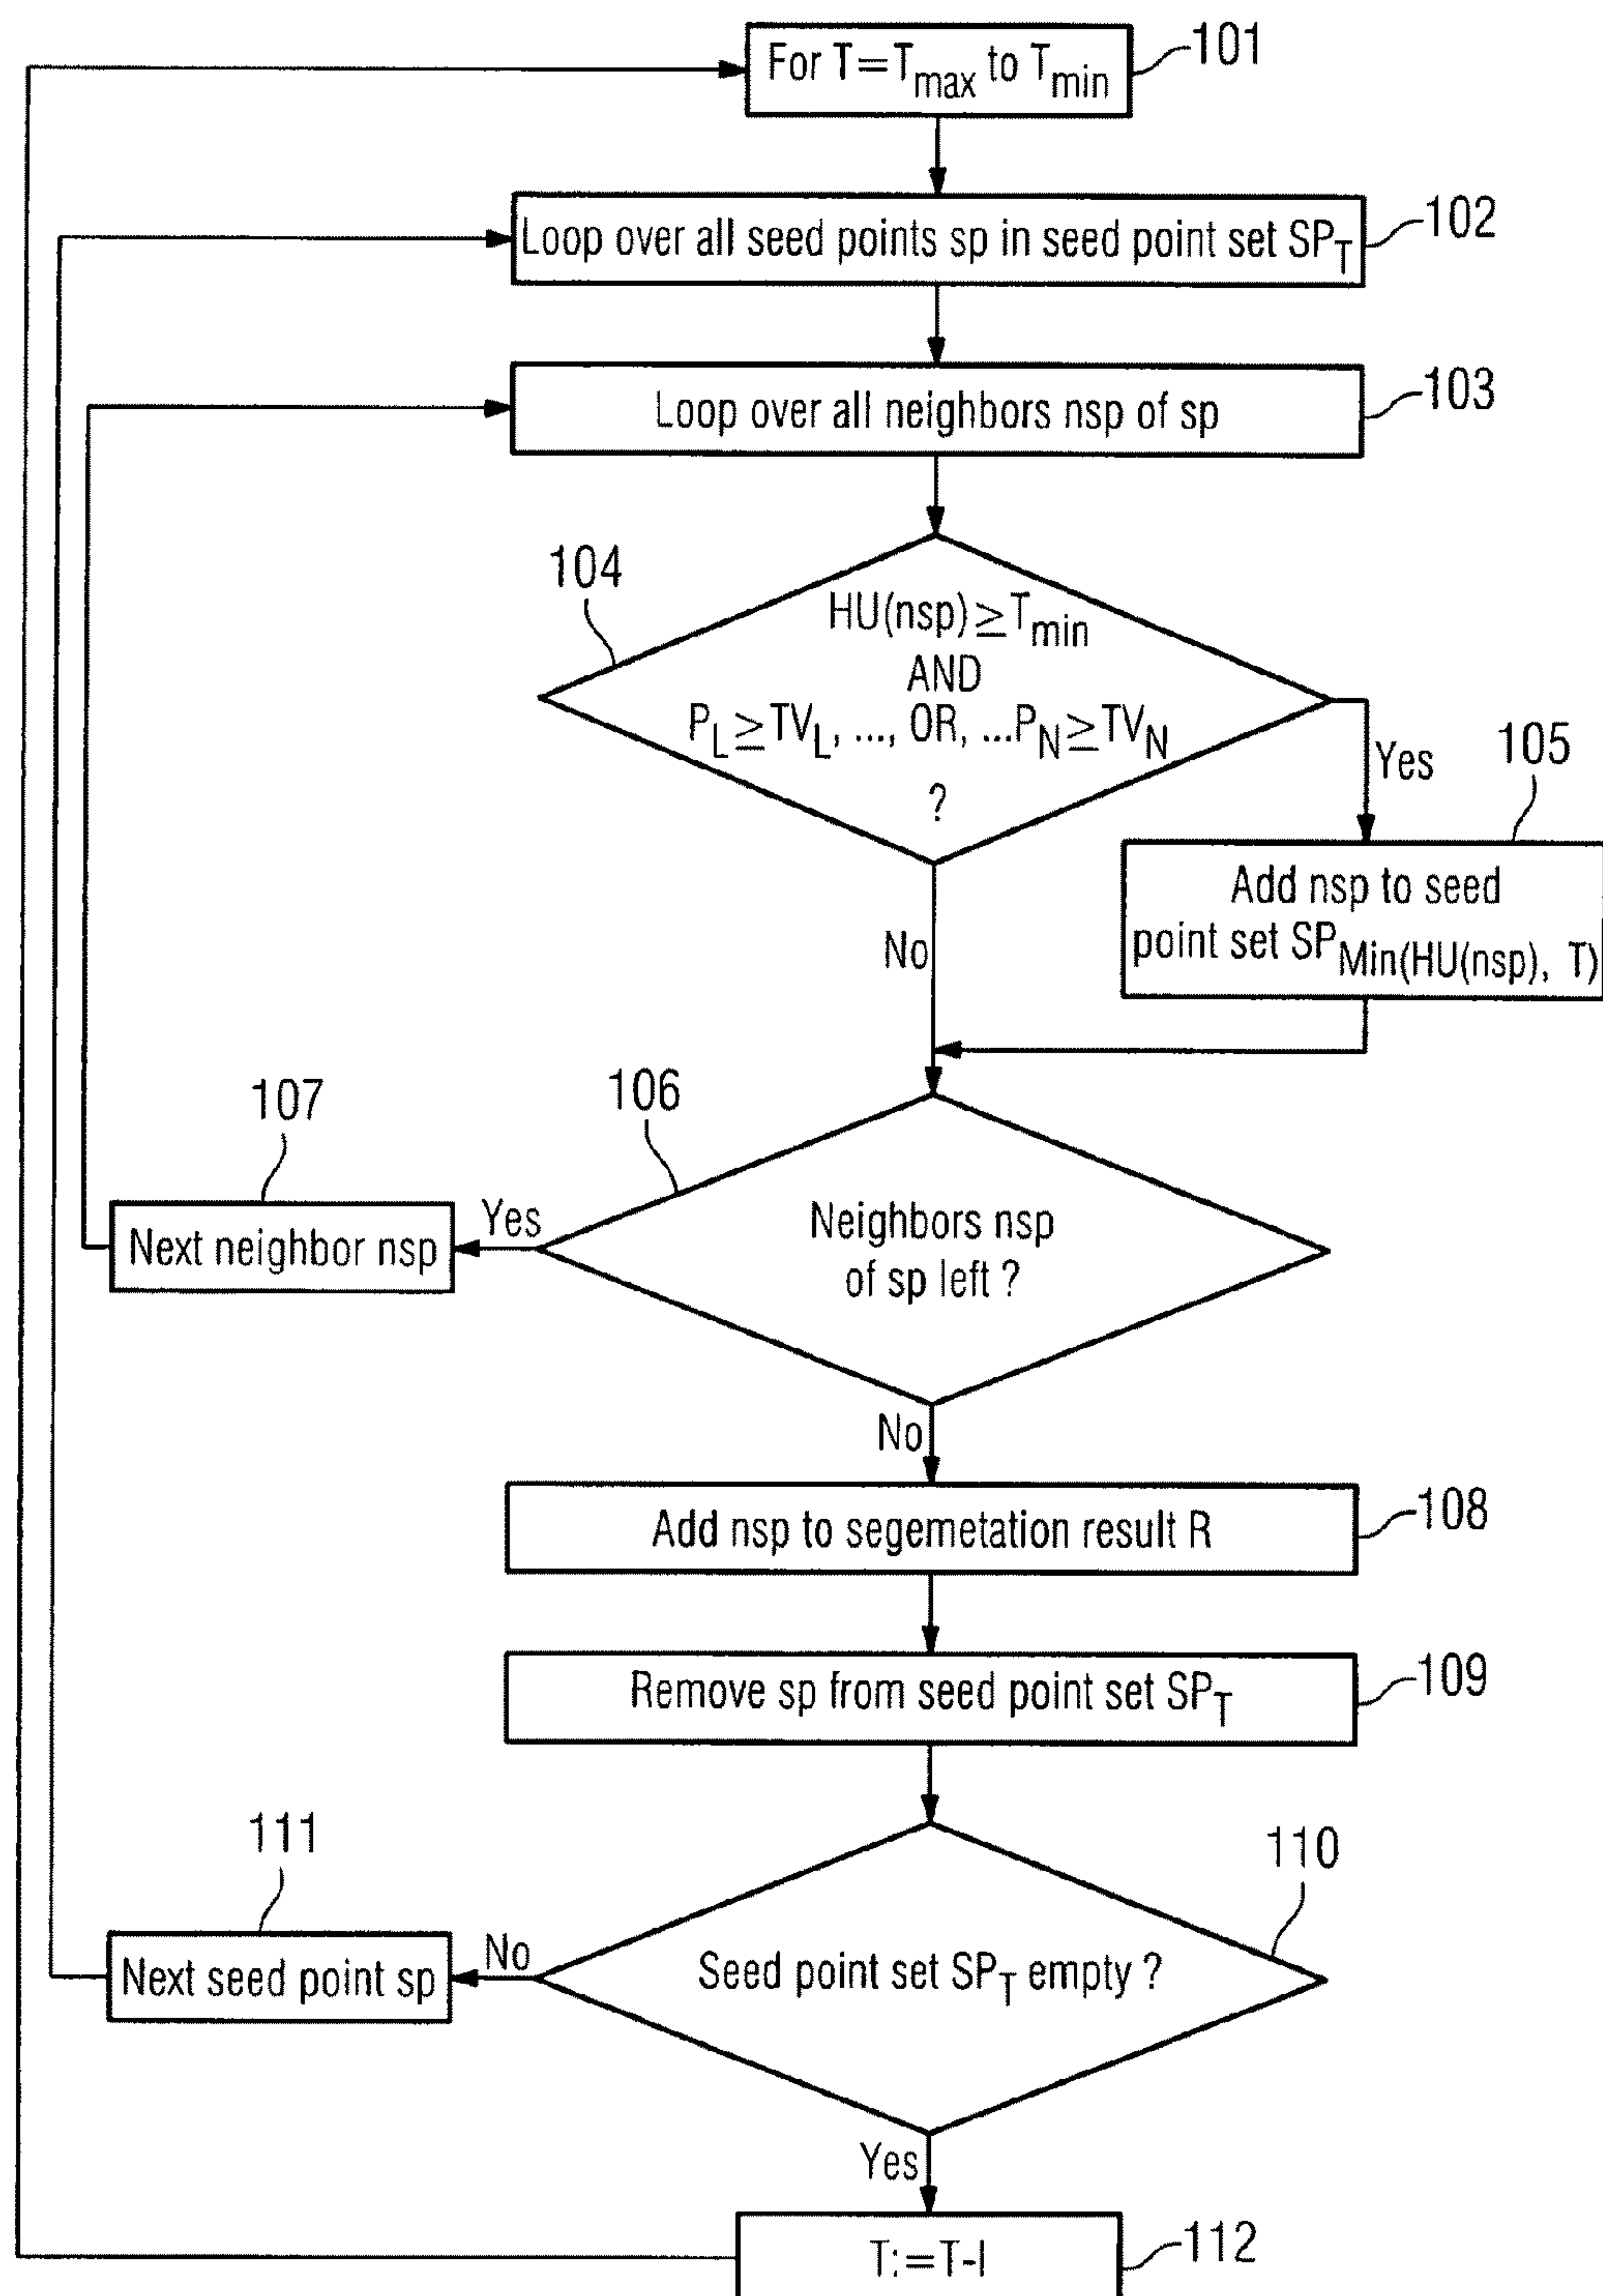 For T=Tmax to Tmin
101
Loop over all seed points sp in seed point set SPT
102
Loop over all neighbors nsp of sp
103
104
HU(nsp)≥Tmin
AND
PL≥TVL, ..., OR, ...PN≥TVN
?
Yes
105
Add nsp to seed
point set SPMin(HU(nsp), T)
No
106
107
Neighbors nsp
of sp left ?
Yes
Next neighbor nsp
No
Add nsp to segemetation result R
108
Remove sp from seed point set SPT
109
110
111
Seed point set SPT empty ?
No
Next seed point sp
Yes
T:=T-I
112